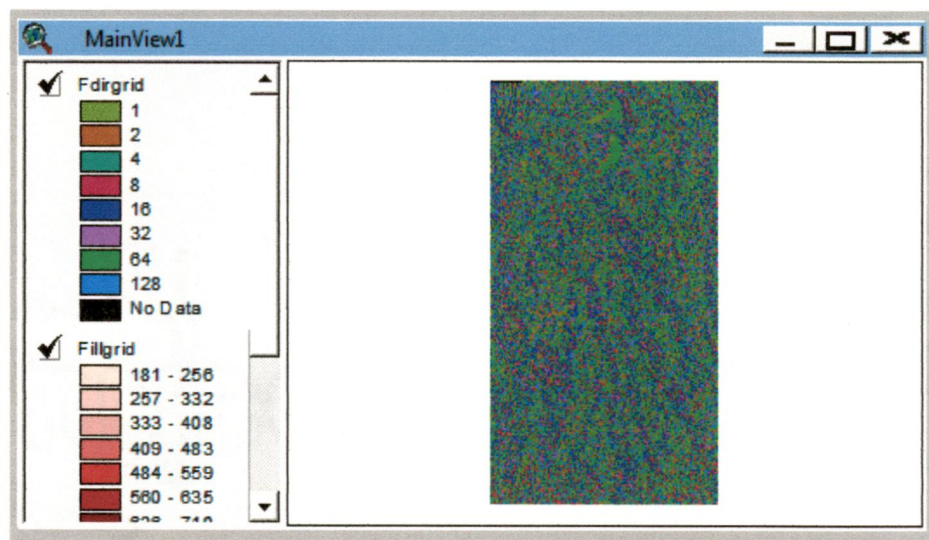 MainView1
Fdirgrid
1
2
4
8
16
32
64
128
No Data
Fillgrid
181 - 256
257 - 332
333 - 408
409 - 483
484 - 559
560 - 635